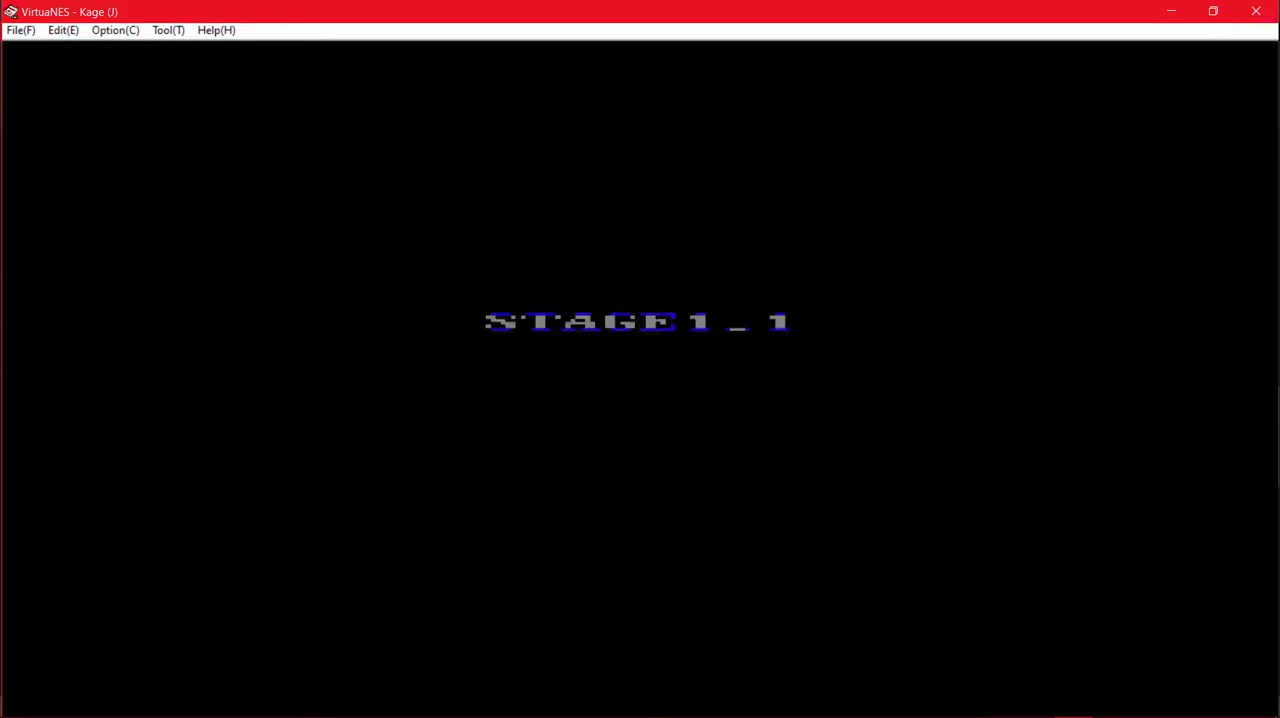 VirtuaNES - Kage (J)
File(F) Edit(E) Option(C) Tool(T) Help(H)
STAGE1_1